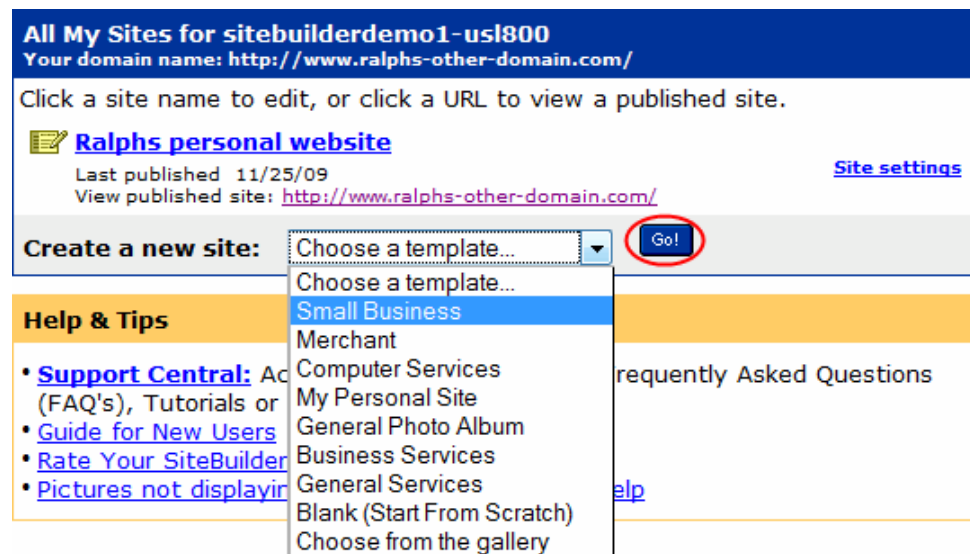 All My Sites for sitebuilderdemo1-usl800
Your domain name: http://www.ralphs-other-domain.com/
Click a site name to edit, or click a URL to view a published site.
Ralphs personal website
Last published 11/25/09
Site settings
View published site: http://www.ralphs-other-domain.com/
Create a new site: Choose a template... Go!
Choose a template...
Small Business
Merchant
Computer Services
My Personal Site
General Photo Album
Business Services
General Services
Blank (Start From Scratch)
Choose from the gallery
Help & Tips
• Support Central: requently Asked Questions
(FAQ's), Tutorials or
• Guide for New Users
• Rate Your SiteBuilder
• Pictures not